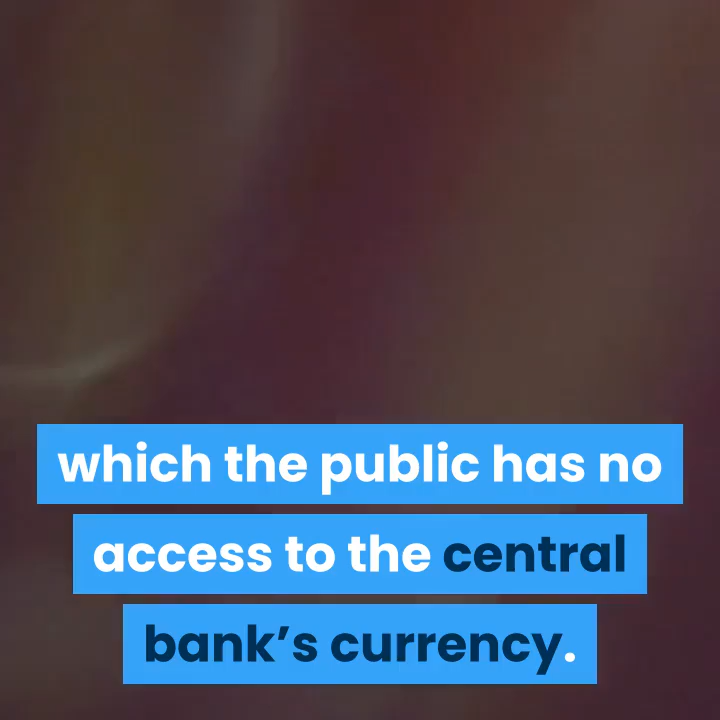 which the public has no
access to the central
bank’s currency.